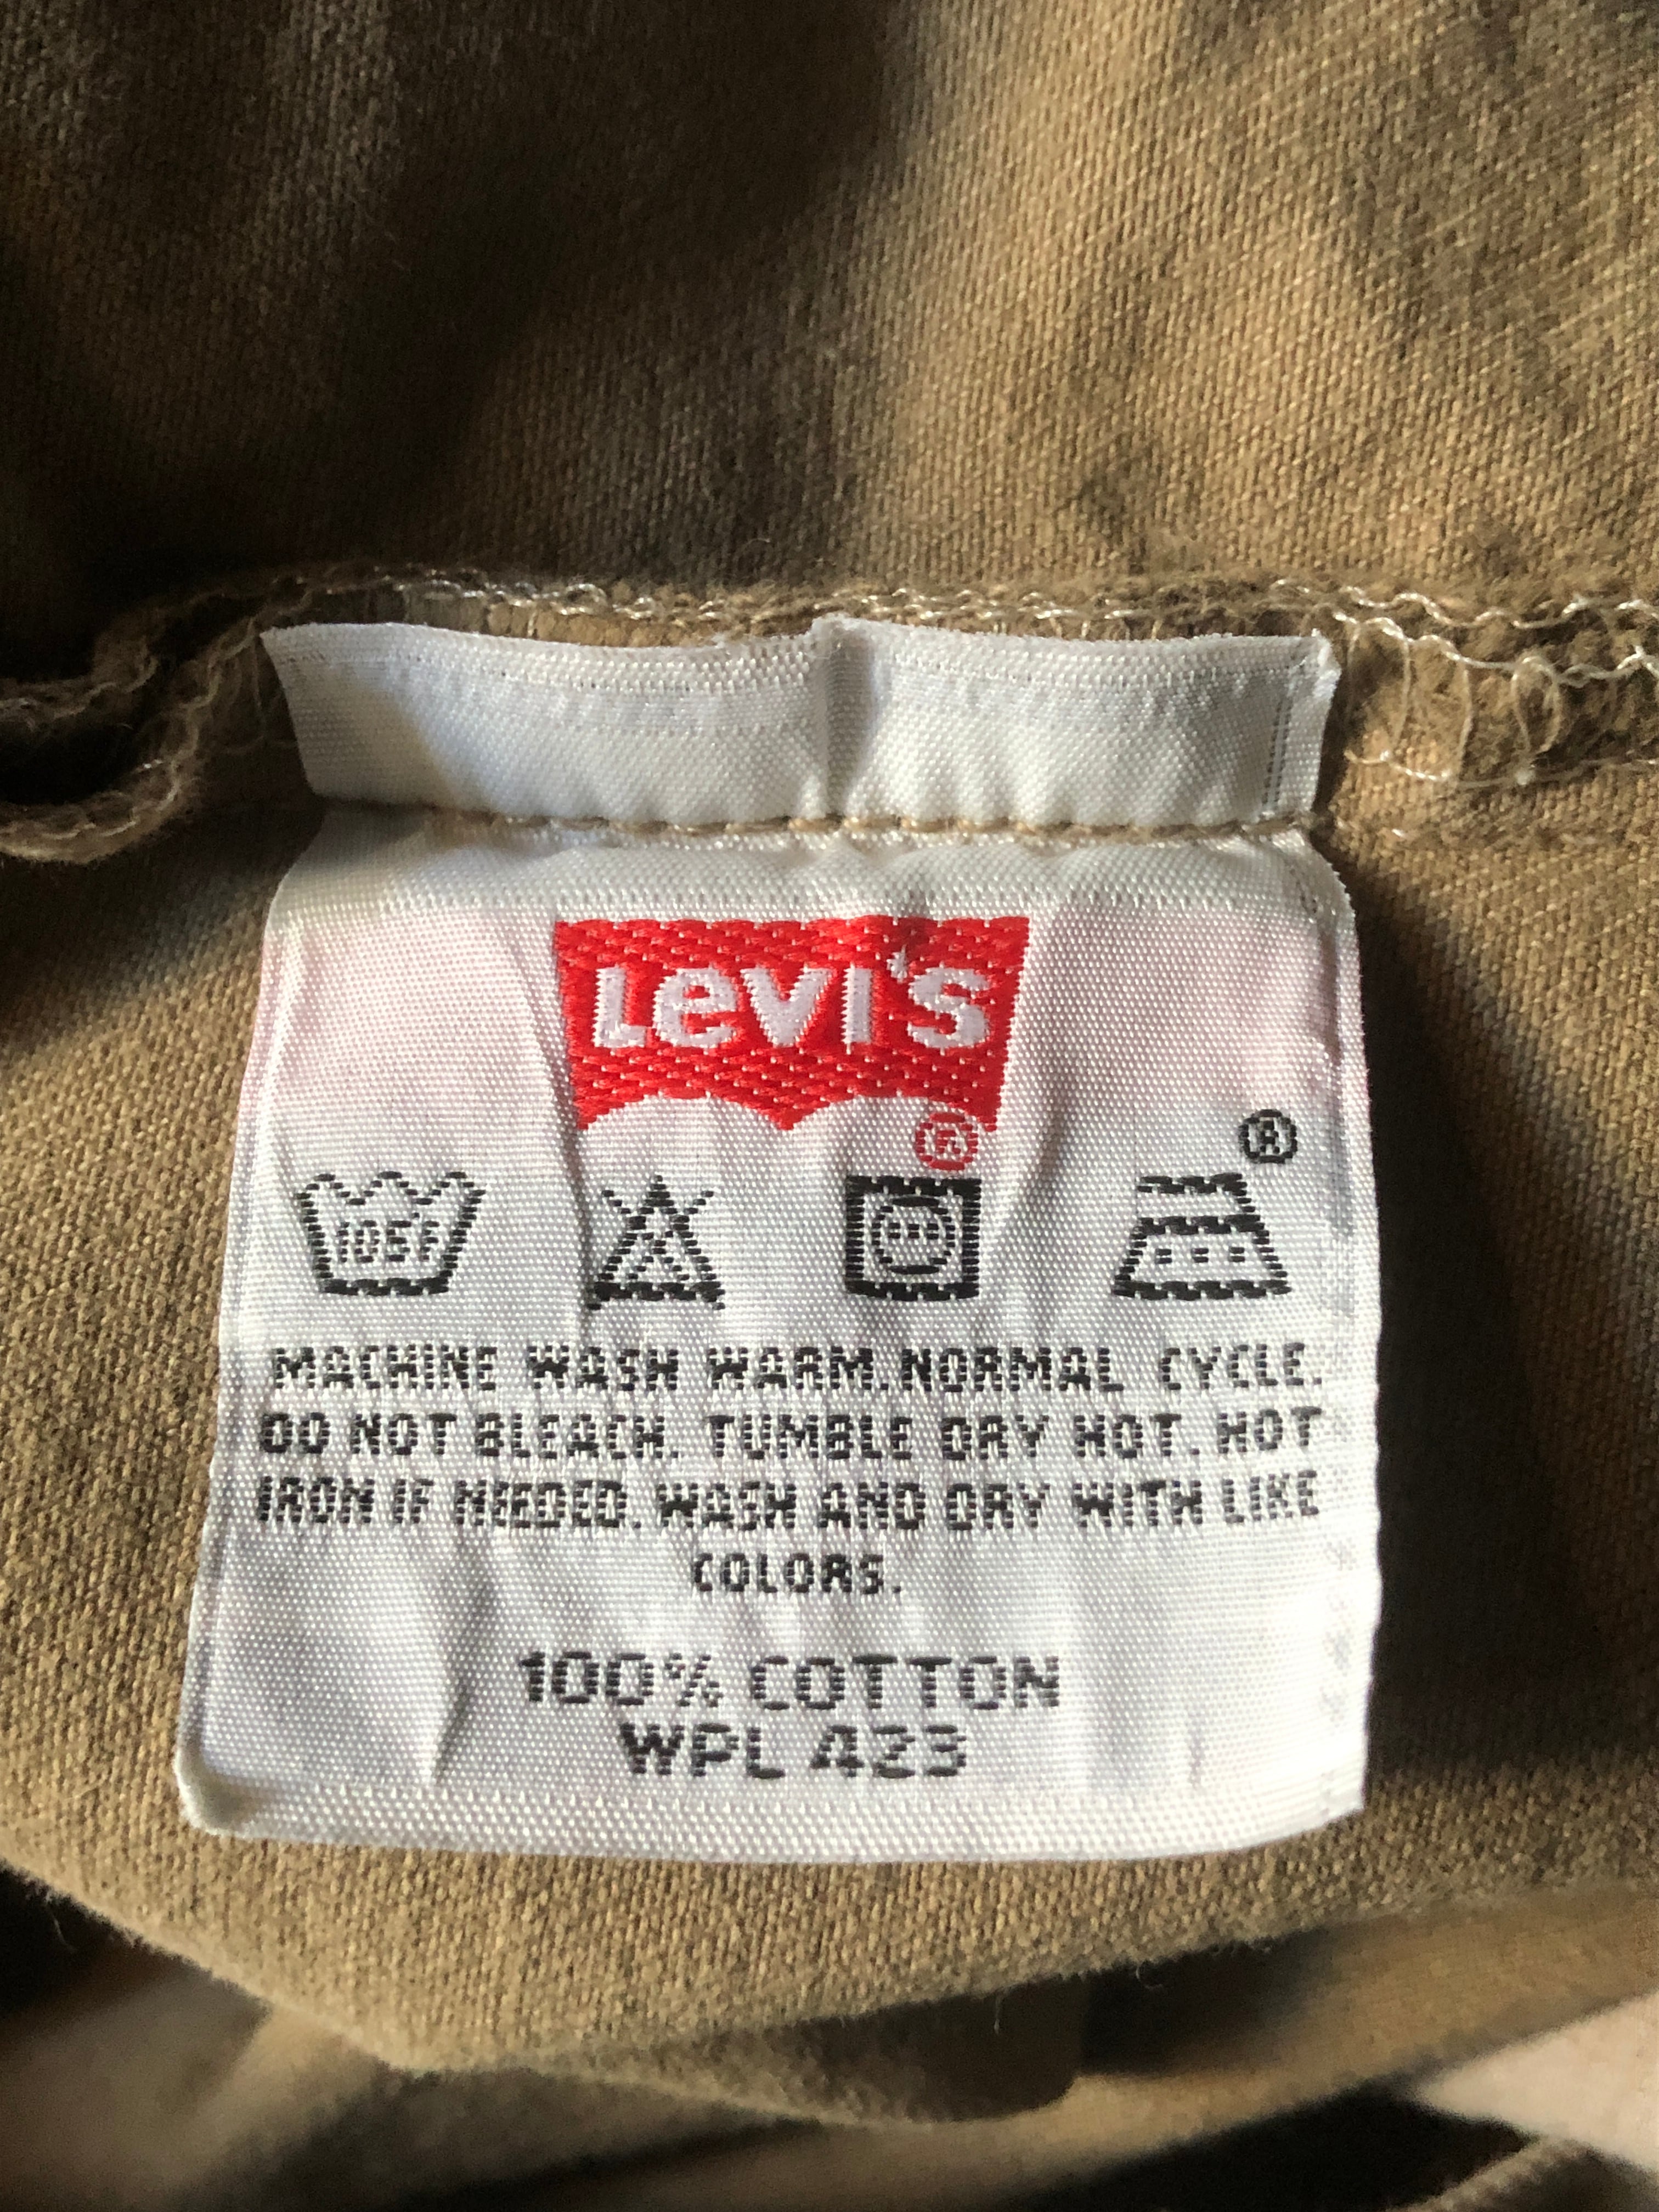 Levi's
®
®
105F
MACHINE WASH WARM, NORMAL CYCLE.
DO NOT BLEACH. TUMBLE DRY HOT. HOT
IRON IF NEEDED. WASH AND DRY WITH LIKE
COLORS.
100% COTTON
WPL 423